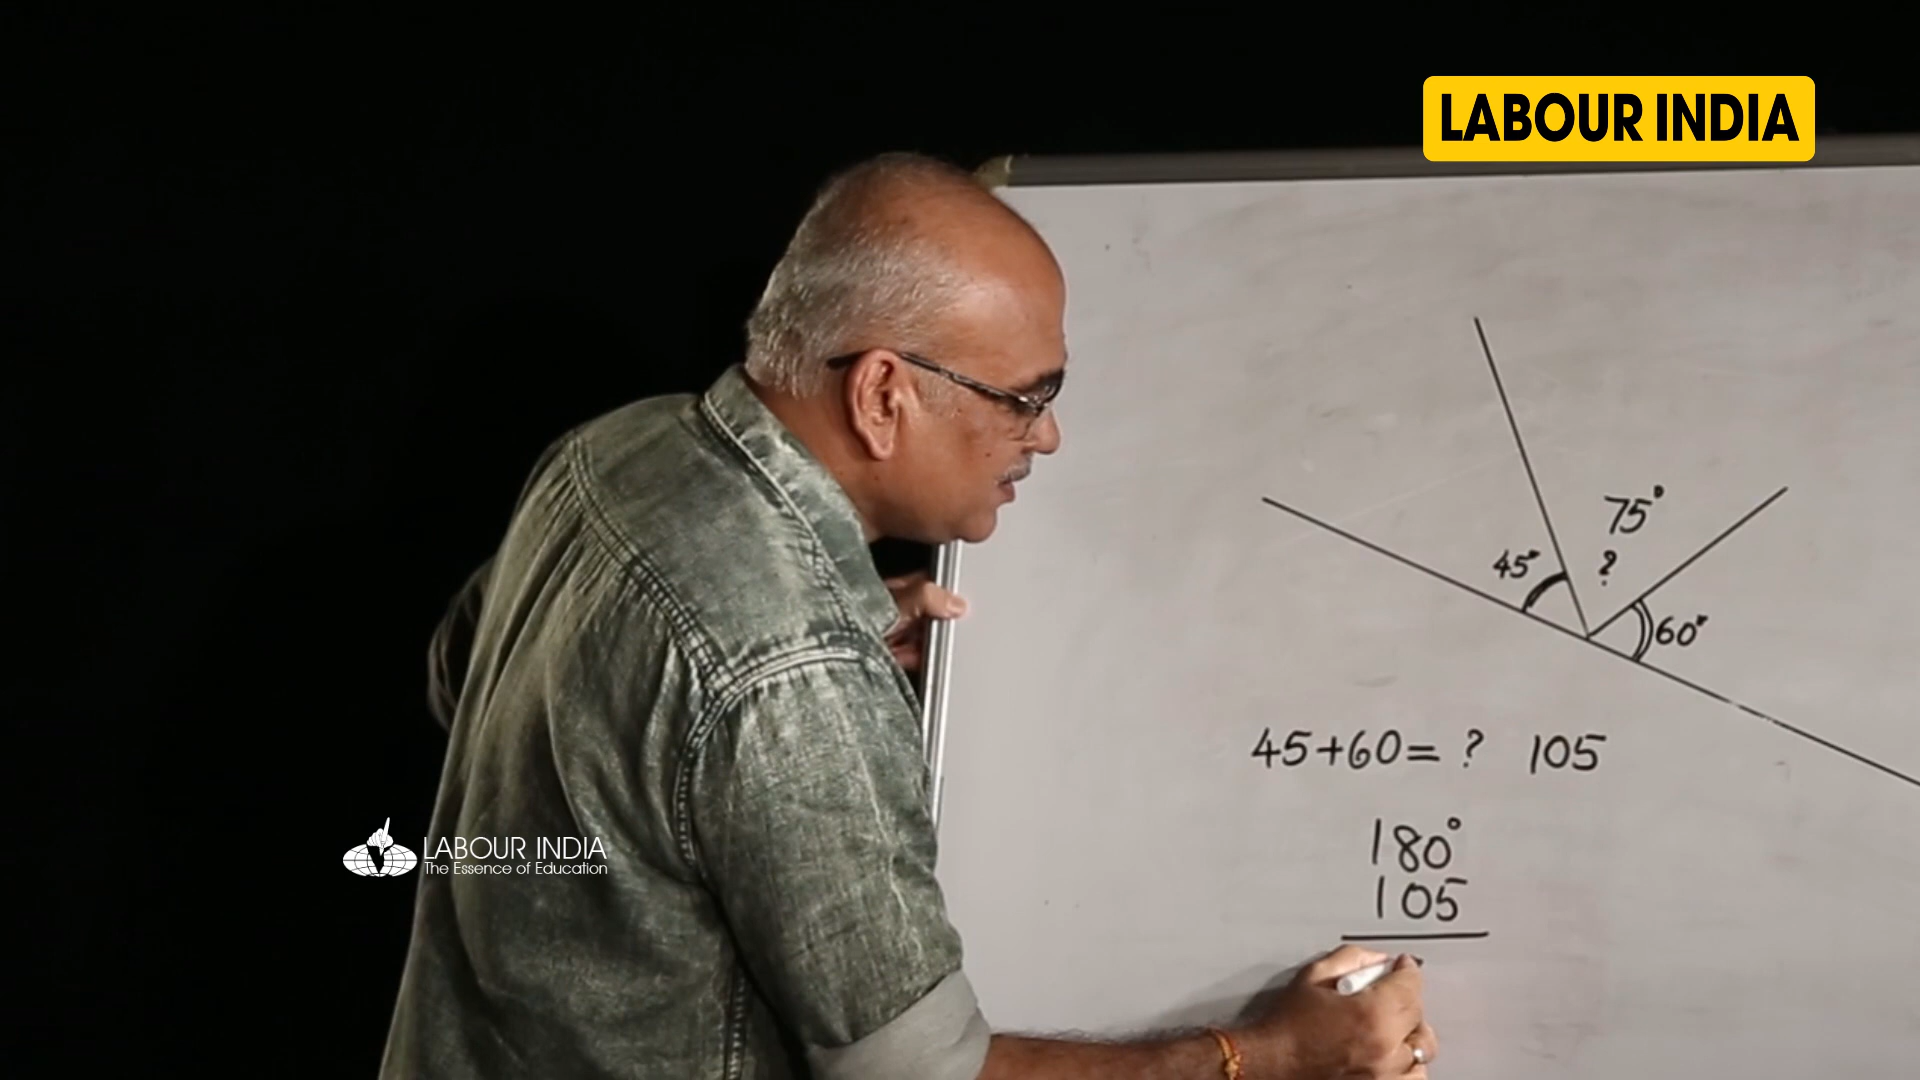 LABOUR INDIA
75°
45°
?
60°
45+60= ? 105
180°
105
LABOUR INDIA
The Essence of Education